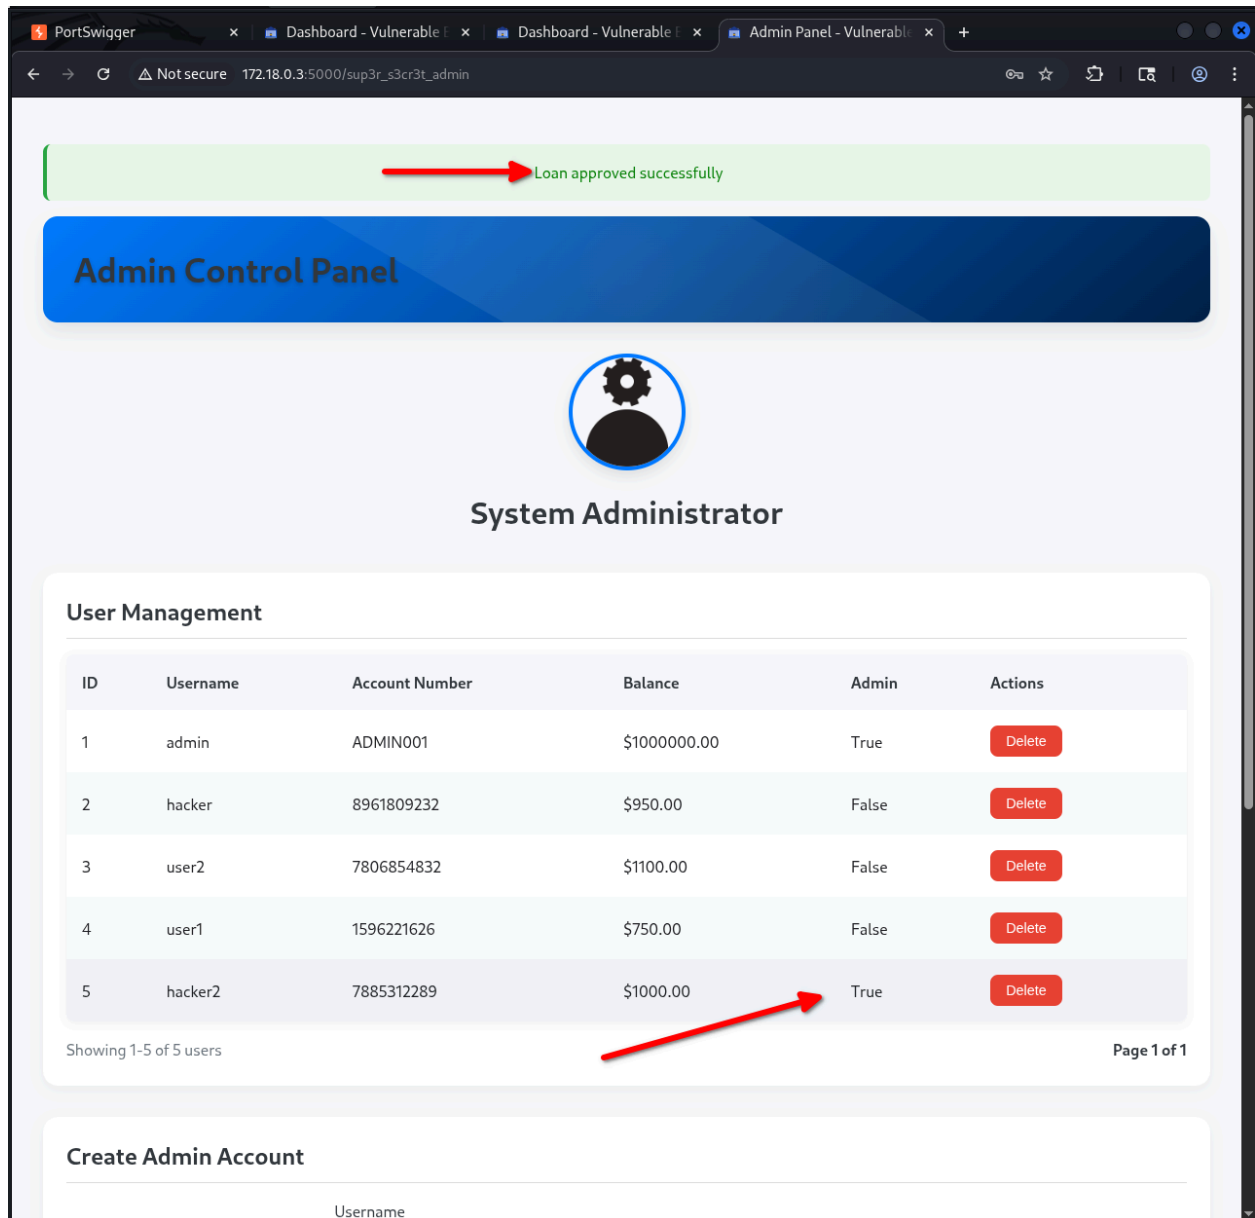 PortSwigger
Dashboard - Vulnerable
Dashboard - Vulnerable
Admin Panel - Vulnerable
Not secure 172.18.0.3:5000/sup3r_s3cr3t_admin
Loan approved successfully
Admin Control Panel
System Administrator
User Management
ID Username Account Number Balance Admin Actions
1 admin ADMIN001 $1000000.00 True Delete
2 hacker 8961809232 $950.00 False Delete
3 user2 7806854832 $1100.00 False Delete
4 user1 1596221626 $750.00 False Delete
5 hacker2 7885312289 $1000.00 True Delete
Showing 1-5 of 5 users Page 1 of 1
Create Admin Account
Username